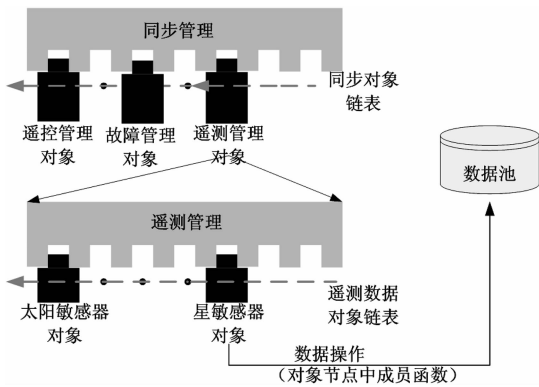 同步管理
同步对象
链表
遥控管理
对象
故障管理
对象
遥测管理
对象
数据池
遥测管理
遥测数据
对象链表
太阳敏感器
对象
星敏感器
对象
数据操作
（对象节点中成员函数）